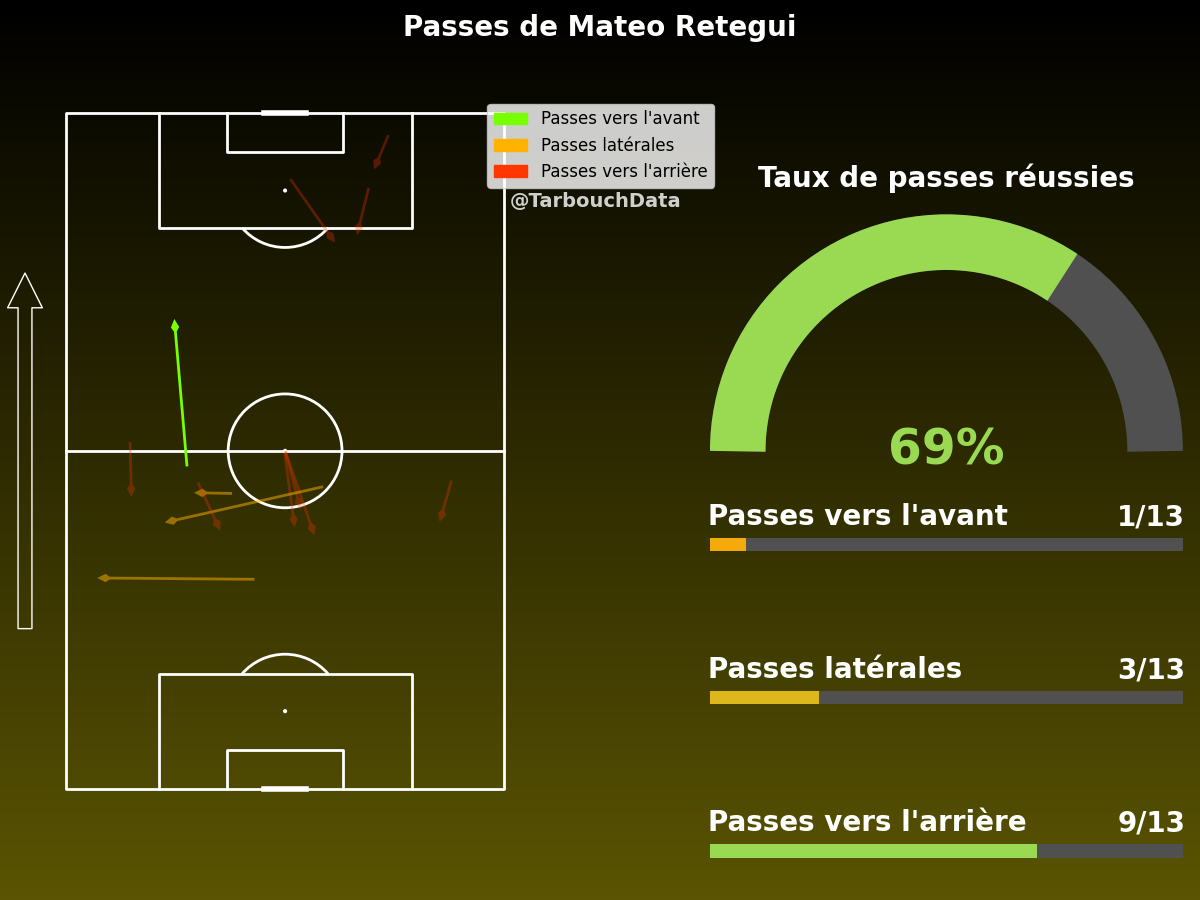 Passes de Mateo Retegui
Passes vers l'avant
Passes latérales
Passes vers l'arrière
@TarbouchData
Taux de passes réussies
69%
Passes vers l'avant 1/13
Passes latérales 3/13
Passes vers l'arrière 9/13